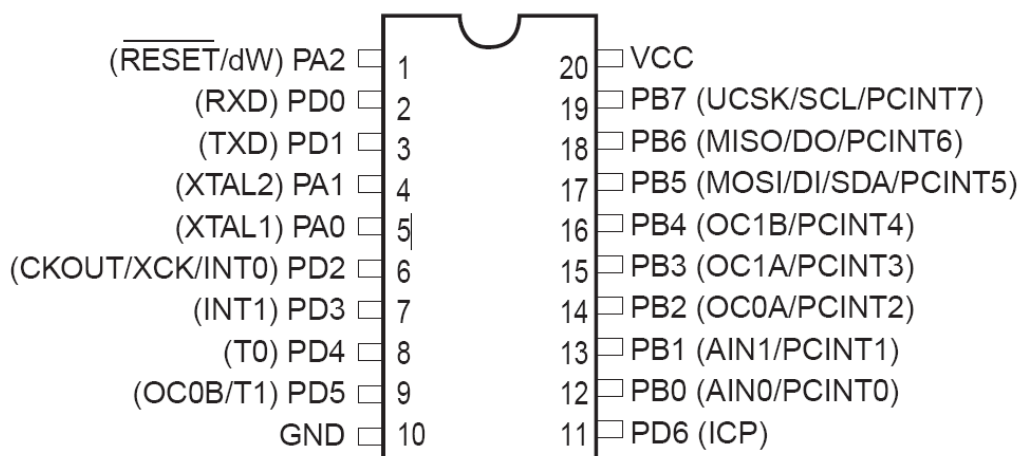 (RESET/dW) PA2 1 20 VCC
(RXD) PD0 2 19 PB7 (UCSK/SCL/PCINT7)
(TXD) PD1 3 18 PB6 (MISO/DO/PCINT6)
(XTAL2) PA1 4 17 PB5 (MOSI/DI/SDA/PCINT5)
(XTAL1) PA0 5 16 PB4 (OC1B/PCINT4)
(CKOUT/XCK/INT0) PD2 6 15 PB3 (OC1A/PCINT3)
(INT1) PD3 7 14 PB2 (OC0A/PCINT2)
(T0) PD4 8 13 PB1 (AIN1/PCINT1)
(OC0B/T1) PD5 9 12 PB0 (AIN0/PCINT0)
GND 10 11 PD6 (ICP)